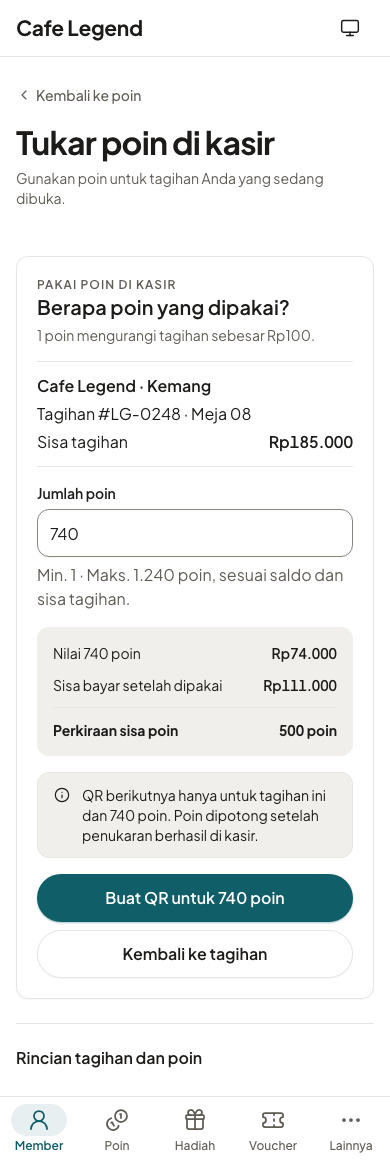 Cafe Legend
Kembali ke poin
Tukar poin di kasir
Gunakan poin untuk tagihan Anda yang sedang
dibuka.
PAKAI POIN DI KASIR
Berapa poin yang dipakai?
1 poin mengurangi tagihan sebesar Rp100.
Cafe Legend · Kemang
Tagihan #LG-0248 · Meja 08
Sisa tagihan Rp185.000
Jumlah poin
740
Min. 1 · Maks. 1.240 poin, sesuai saldo dan
sisa tagihan.
Nilai 740 poin Rp74.000
Sisa bayar setelah dipakai Rp111.000
Perkiraan sisa poin 500 poin
QR berikutnya hanya untuk tagihan ini
dan 740 poin. Poin dipotong setelah
penukaran berhasil di kasir.
Buat QR untuk 740 poin
Kembali ke tagihan
Rincian tagihan dan poin
Member Poin Hadiah Voucher Lainnya